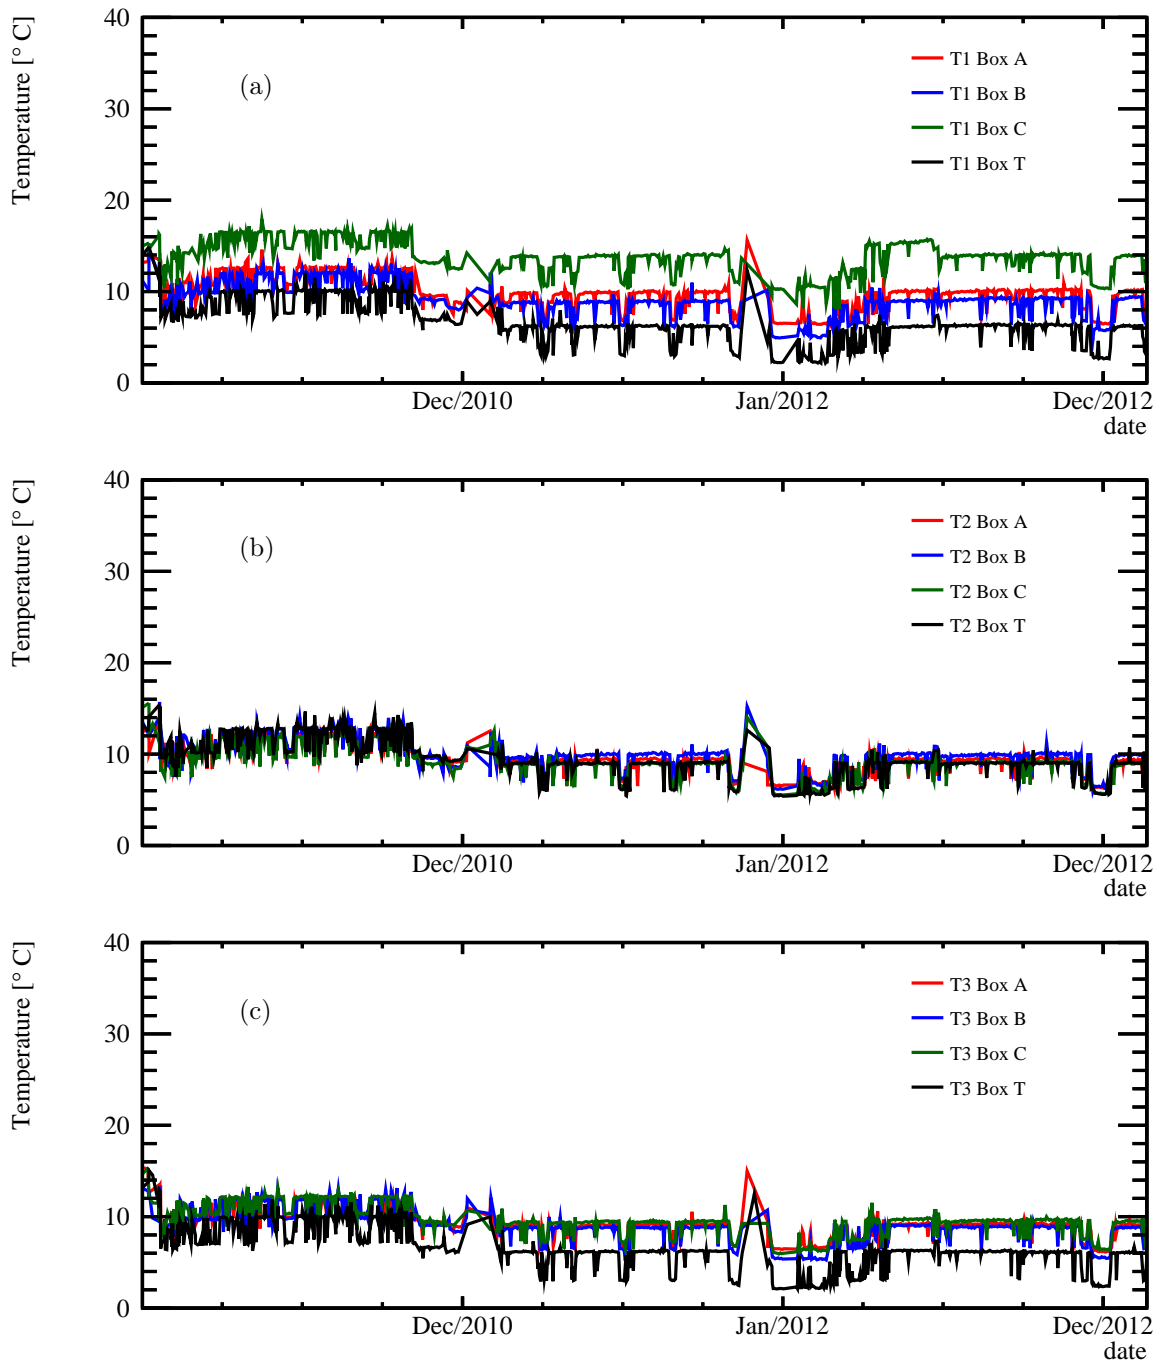 40
30
20
10
0
Temperature [° C]
(a)
T1 Box A
T1 Box B
T1 Box C
T1 Box T
Dec/2010
Jan/2012
Dec/2012
date
40
30
20
10
0
Temperature [° C]
(b)
T2 Box A
T2 Box B
T2 Box C
T2 Box T
Dec/2010
Jan/2012
Dec/2012
date
40
30
20
10
0
Temperature [° C]
(c)
T3 Box A
T3 Box B
T3 Box C
T3 Box T
Dec/2010
Jan/2012
Dec/2012
date